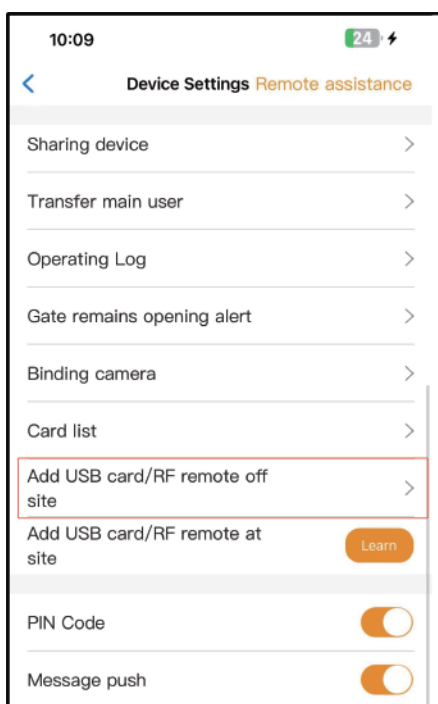 10:09 24
Device Settings Remote assistance
Sharing device
Transfer main user
Operating Log
Gate remains opening alert
Binding camera
Card list
Add USB card/RF remote off
site
Add USB card/RF remote at
site
Learn
PIN Code
Message push